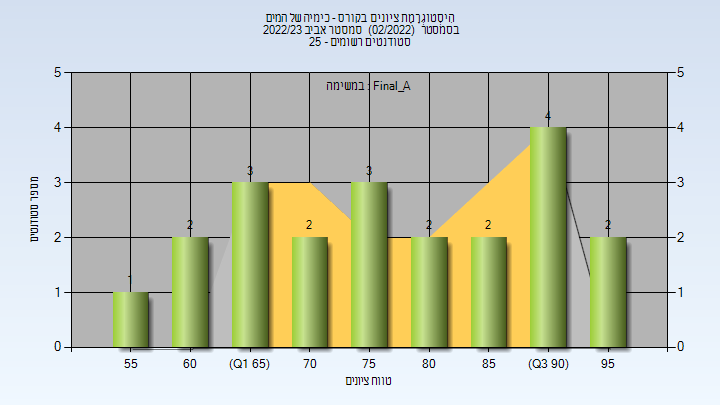 היסטוגרמת ציונים בקורס - כימיה של המים
בסמסטר (02/2022) סמסטר אביב 2022/23
סטודנטים רשומים - 25
במשימה : Final_A
5 5
4 4
3 3
2 2
1 1
0 0
מספר סטודנטים
1 2 3 2 3 2 2 4 2
55 60 (Q1 65) 70 75 80 85 (Q3 90) 95
טווח ציונים